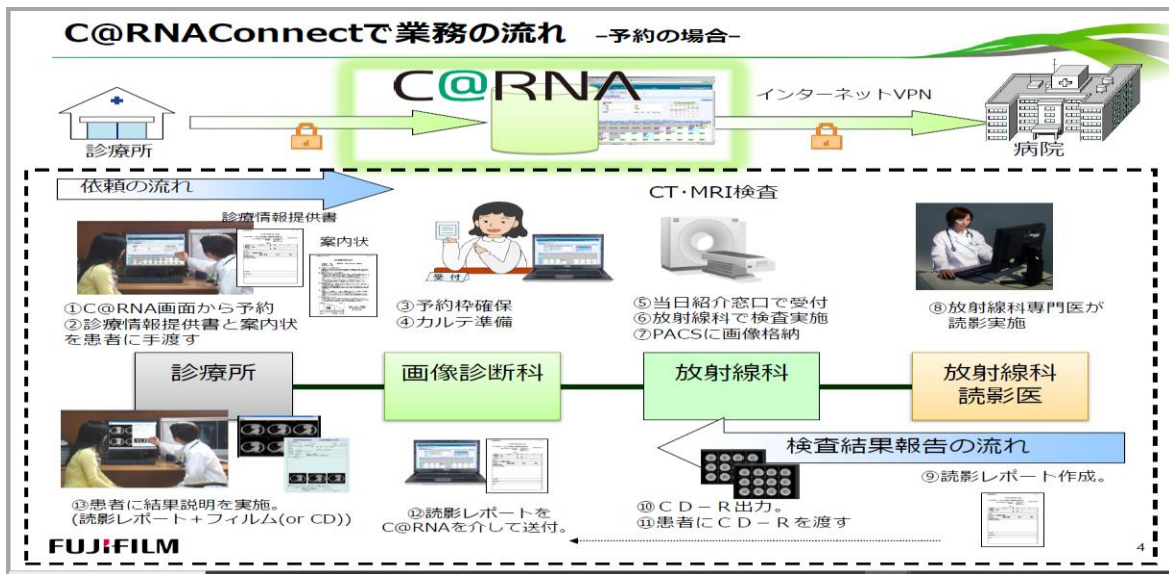 C@RNAConnectで業務の流れ -予約の場合-
C@RNA
インターネットVPN
診療所
病院
依頼の流れ
診療情報提供書
案内状
受付
CT・MRI検査
①C@RNA画面から予約
②診療情報提供書と案内状
を患者に手渡す
③予約枠確保
④カルテ準備
⑤当日紹介窓口で受付
⑥放射線科で検査実施
⑦PACSに画像格納
⑧放射線科専門医が
読影実施
診療所
画像診断科
放射線科
放射線科
読影医
検査結果報告の流れ
⑨読影レポート作成。
⑩CD-R出力。
⑪患者にCD-Rを渡す
⑫読影レポートを
C@RNAを介して送付。
⑬患者に結果説明を実施。
(読影レポート+フィルム(or CD))
FUJIFILM
4